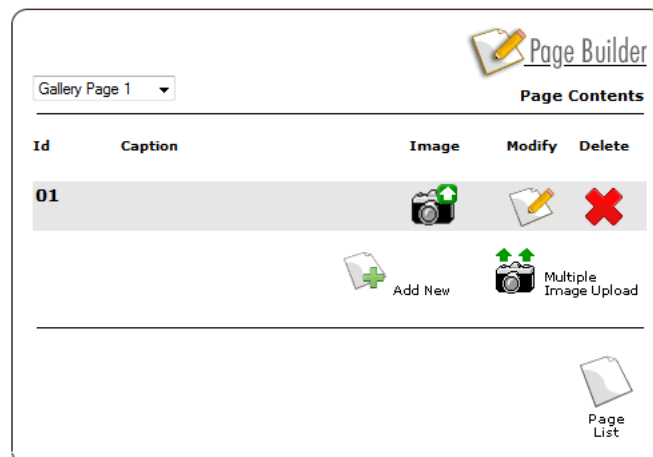 Page Builder
Gallery Page 1
Page Contents
Id Caption Image Modify Delete
01
Add New
Multiple
Image Upload
Page
List